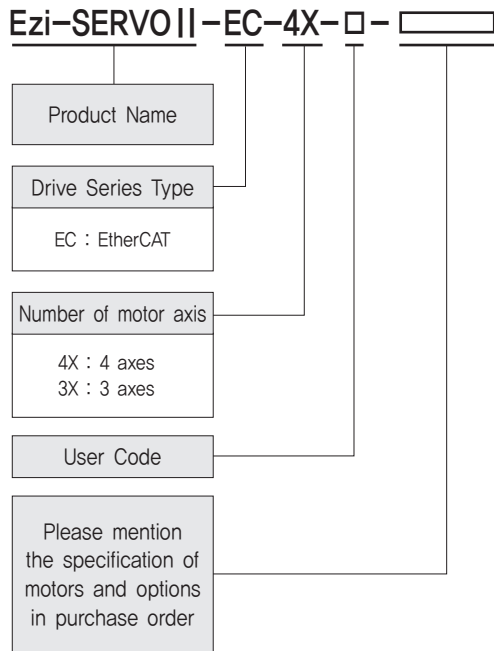 Ezi-SERVOⅡ-EC-4X-□-▭
Product Name
Drive Series Type
EC : EtherCAT
Number of motor axis
4X : 4 axes
3X : 3 axes
User Code
Please mention
the specification of
motors and options
in purchase order